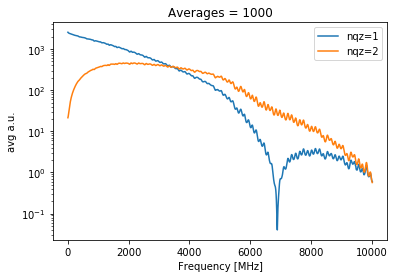 Averages = 1000
nqz=1
nqz=2
avg a.u.
10³
10²
10¹
10⁰
10⁻¹
0 2000 4000 6000 8000 10000
Frequency [MHz]